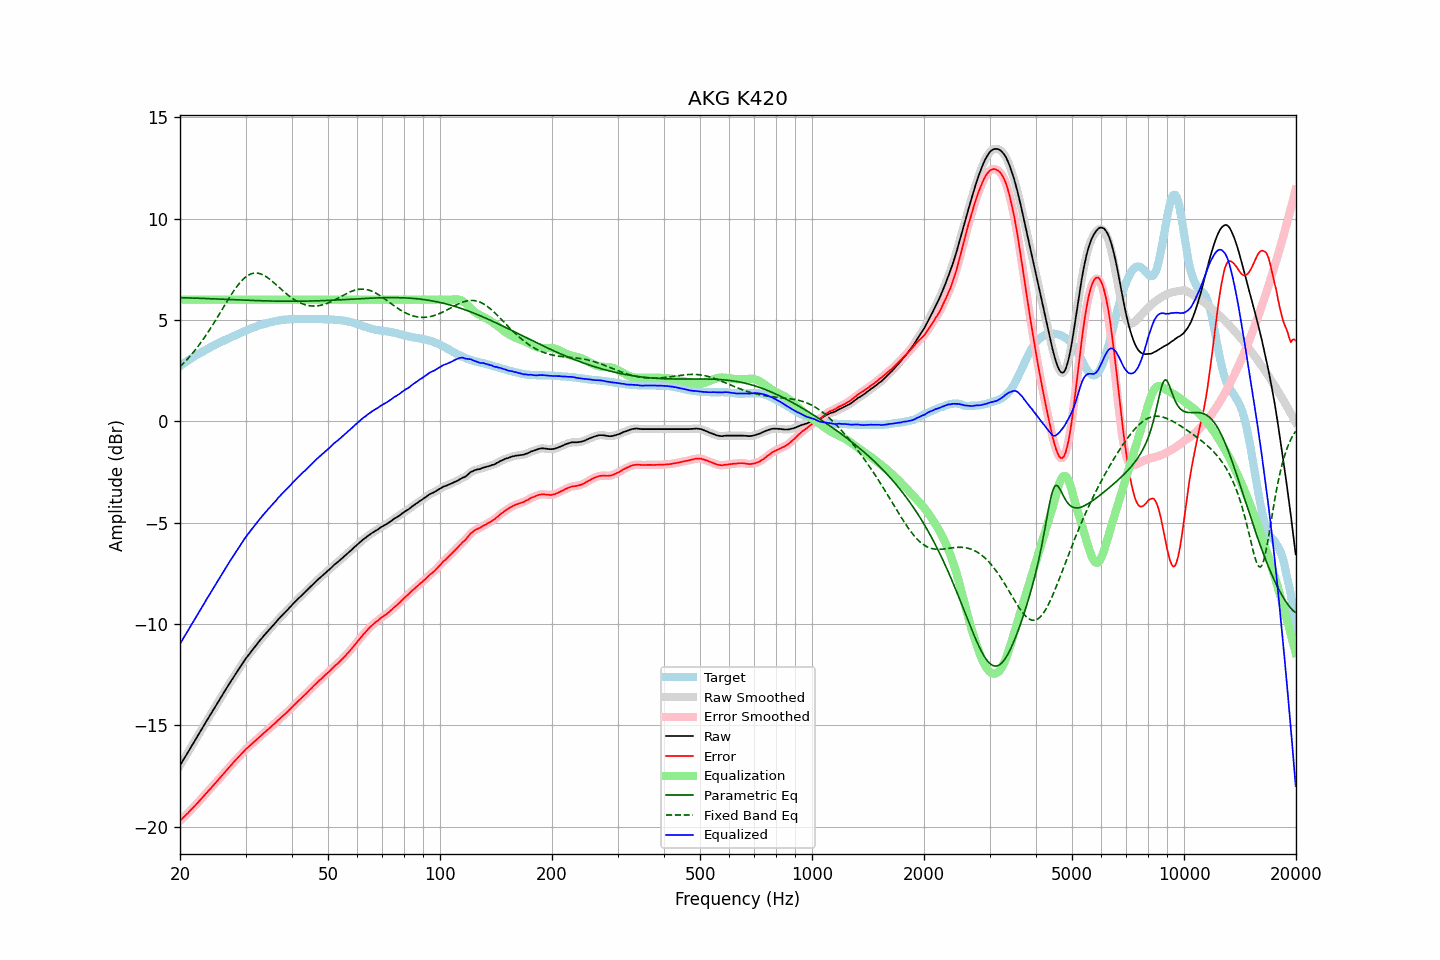 AKG K420
Amplitude (dBr)
15
10
5
0
−5
−10
−15
−20
Target
Raw Smoothed
Error Smoothed
Raw
Error
Equalization
Parametric Eq
Fixed Band Eq
Equalized
20 50 100 200 500 1000 2000 5000 10000 20000
Frequency (Hz)